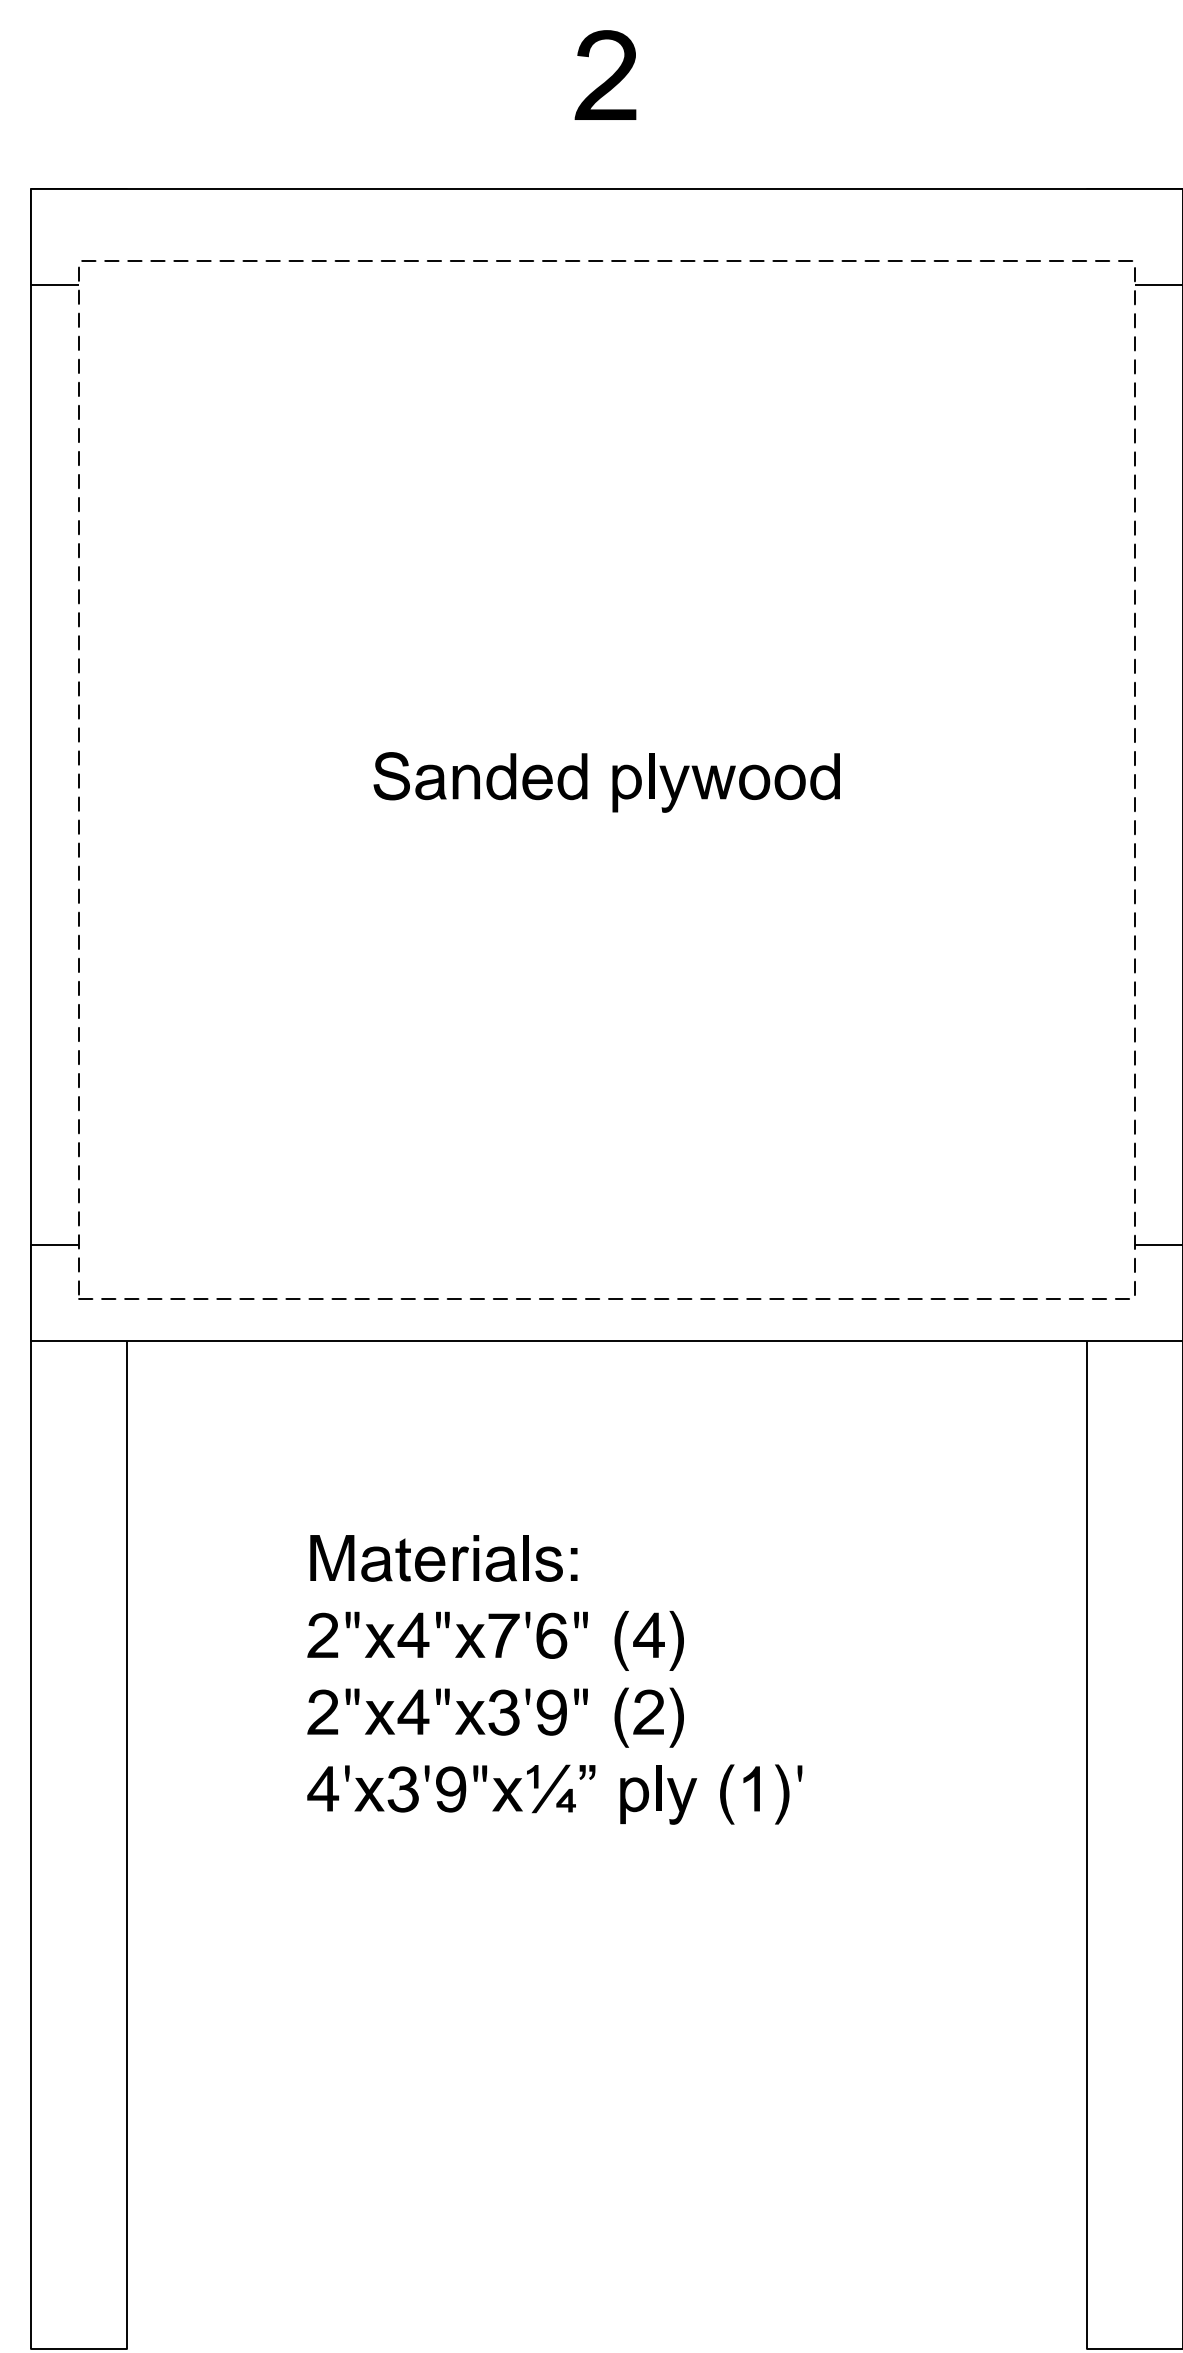 2
Sanded plywood
Materials:
2"x4"x7'6" (4)
2"x4"x3'9" (2)
4'x3'9"x¼” ply (1)'